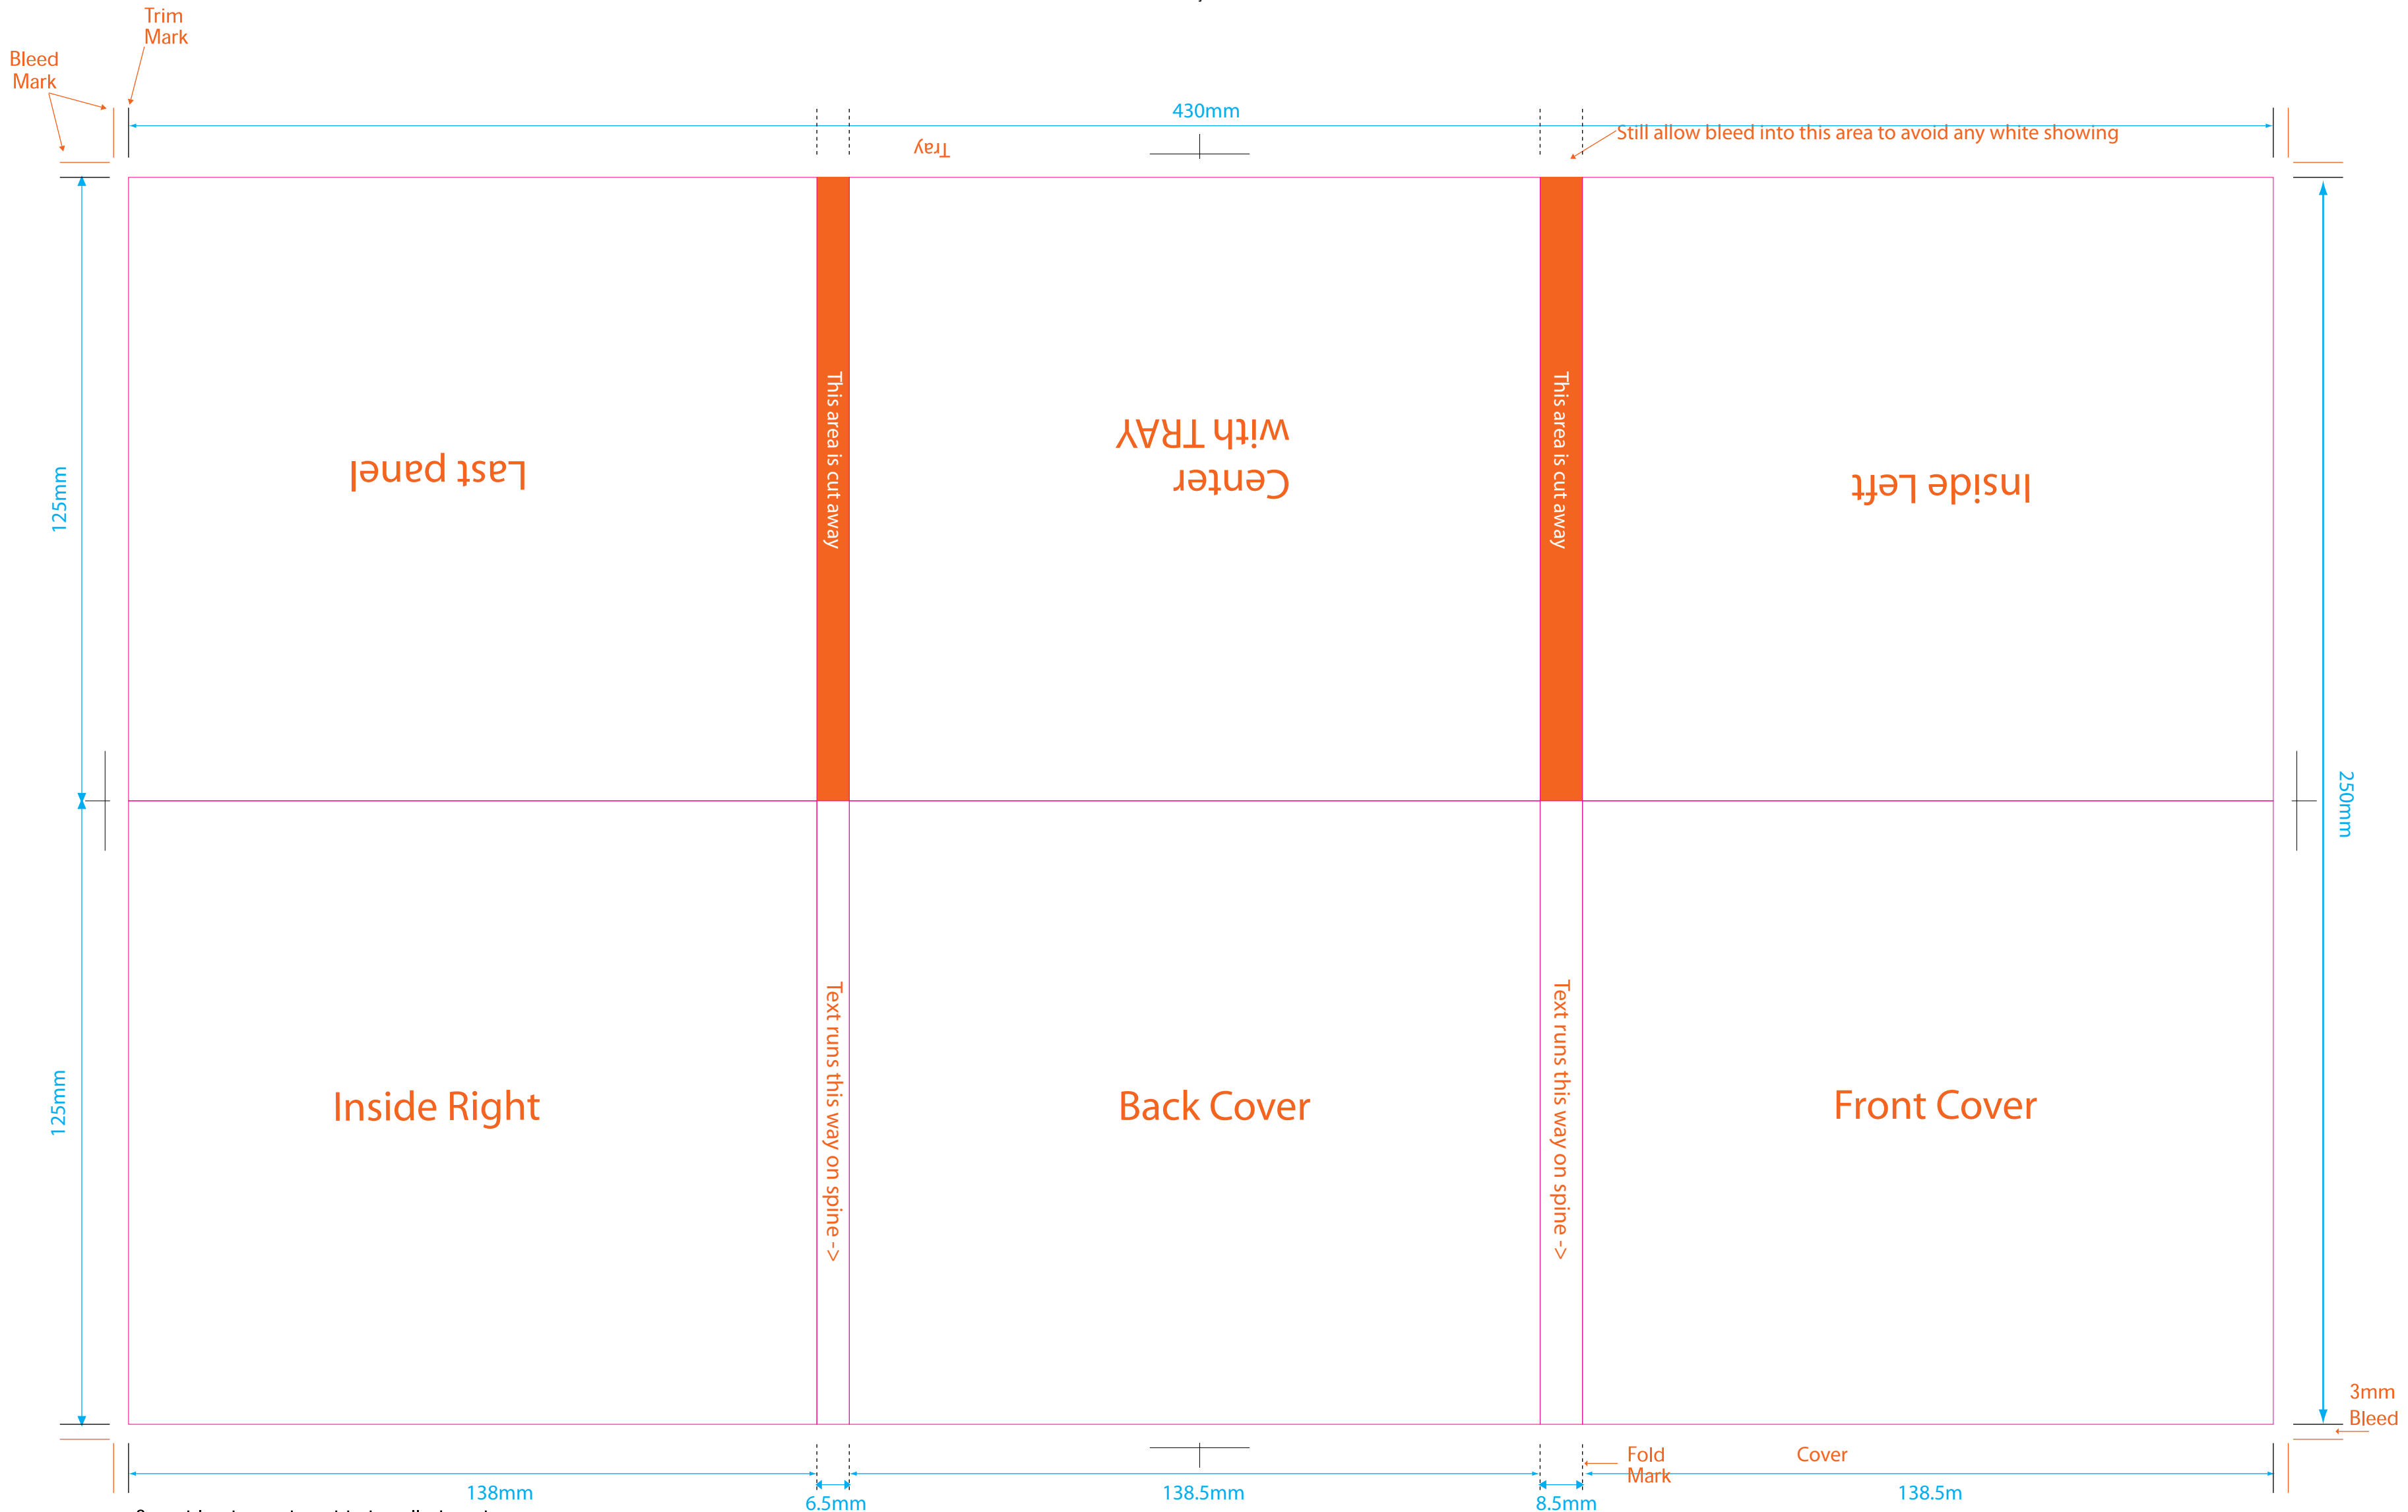 Trim
Mark
Bleed
Mark
430mm
Still allow bleed into this area to avoid any white showing
Tray
Last panel
This area is cut away
Center
with TRAY
This area is cut away
Inside Left
125mm
250mm
125mm
Inside Right
Text runs this way on spine ->
Back Cover
Text runs this way on spine ->
Front Cover
3mm
Bleed
Fold
Mark
Cover
138mm
6.5mm
138.5mm
8.5mm
138.5m